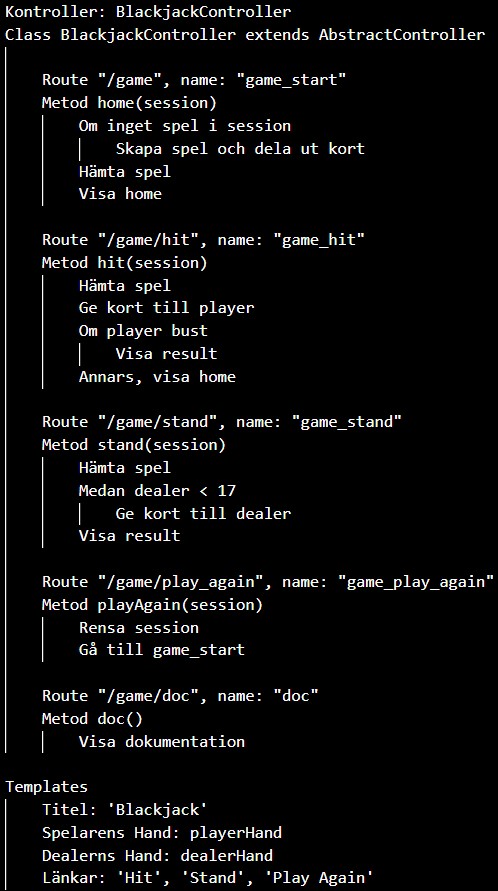 Kontroller: BlackjackController
Class BlackjackController extends AbstractController
Route "/game", name: "game_start"
Metod home(session)
Om inget spel i session
Skapa spel och dela ut kort
Hämta spel
Visa home
Route "/game/hit", name: "game_hit"
Metod hit(session)
Hämta spel
Ge kort till player
Om player bust
Visa result
Annars, visa home
Route "/game/stand", name: "game_stand"
Metod stand(session)
Hämta spel
Medan dealer < 17
Ge kort till dealer
Visa result
Route "/game/play_again", name: "game_play_again"
Metod playAgain(session)
Rensa session
Gå till game_start
Route "/game/doc", name: "doc"
Metod doc()
Visa dokumentation
Templates
Titel: 'Blackjack'
Spelarens Hand: playerHand
Dealerns Hand: dealerHand
Länkar: 'Hit', 'Stand', 'Play Again'